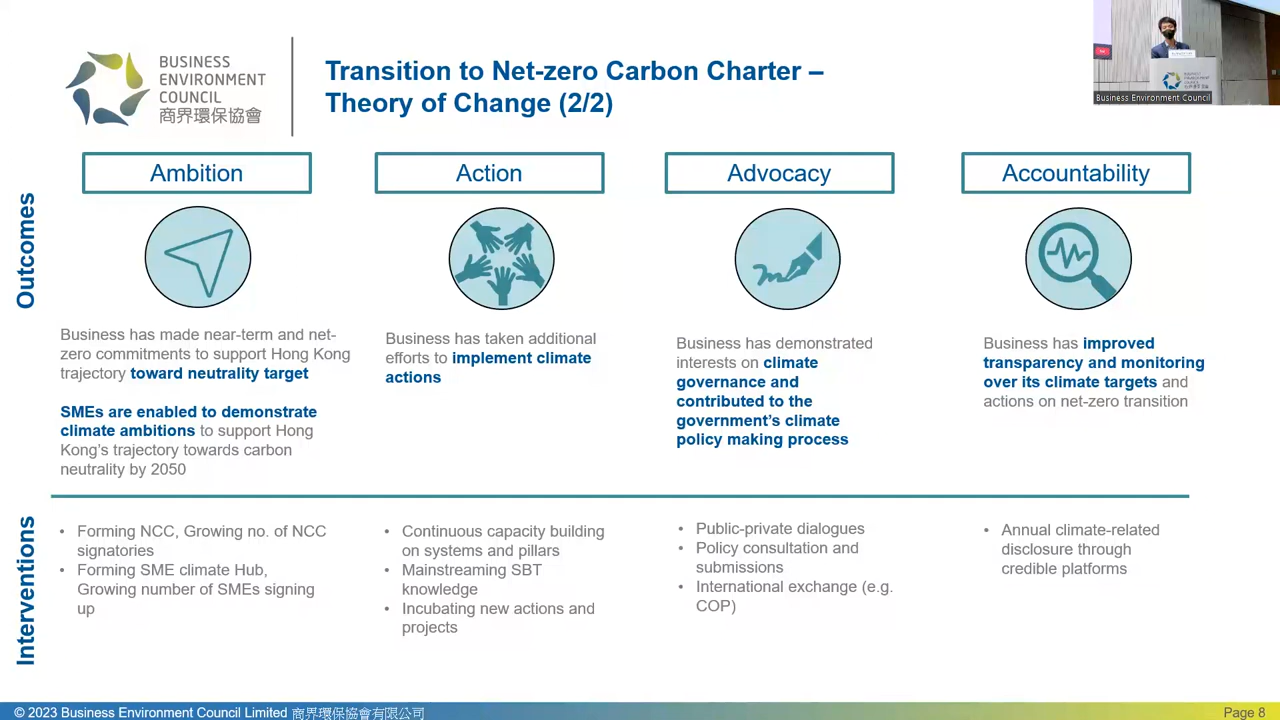 BUSINESS
ENVIRONMENT
COUNCIL
商界環保協會
Transition to Net-zero Carbon Charter –
Theory of Change (2/2)
Business Environment Council
Outcomes
Ambition
Action
Advocacy
Accountability
Business has made near-term and net-
zero commitments to support Hong Kong
trajectory toward neutrality target
SMEs are enabled to demonstrate
climate ambitions to support Hong
Kong's trajectory towards carbon
neutrality by 2050
Business has taken additional
efforts to implement climate
actions
Business has demonstrated
interests on climate
governance and
contributed to the
government's climate
policy making process
Business has improved
transparency and monitoring
over its climate targets and
actions on net-zero transition
Interventions
• Forming NCC, Growing no. of NCC
signatories
• Forming SME climate Hub,
Growing number of SMEs signing
up
• Continuous capacity building
on systems and pillars
• Mainstreaming SBT
knowledge
• Incubating new actions and
projects
• Public-private dialogues
• Policy consultation and
submissions
• International exchange (e.g.
COP)
• Annual climate-related
disclosure through
credible platforms
© 2023 Business Environment Council Limited 商界環保協會有限公司
Page 8